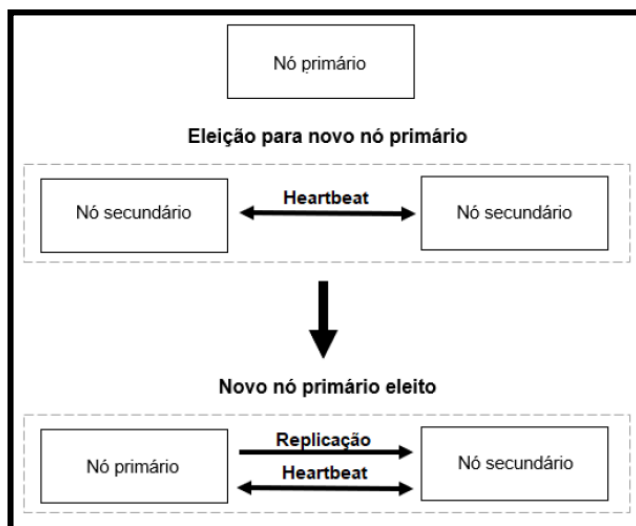 Nó primário
Eleição para novo nó primário
Nó secundário
Heartbeat
Nó secundário
Novo nó primário eleito
Nó primário
Replicação
Heartbeat
Nó secundário